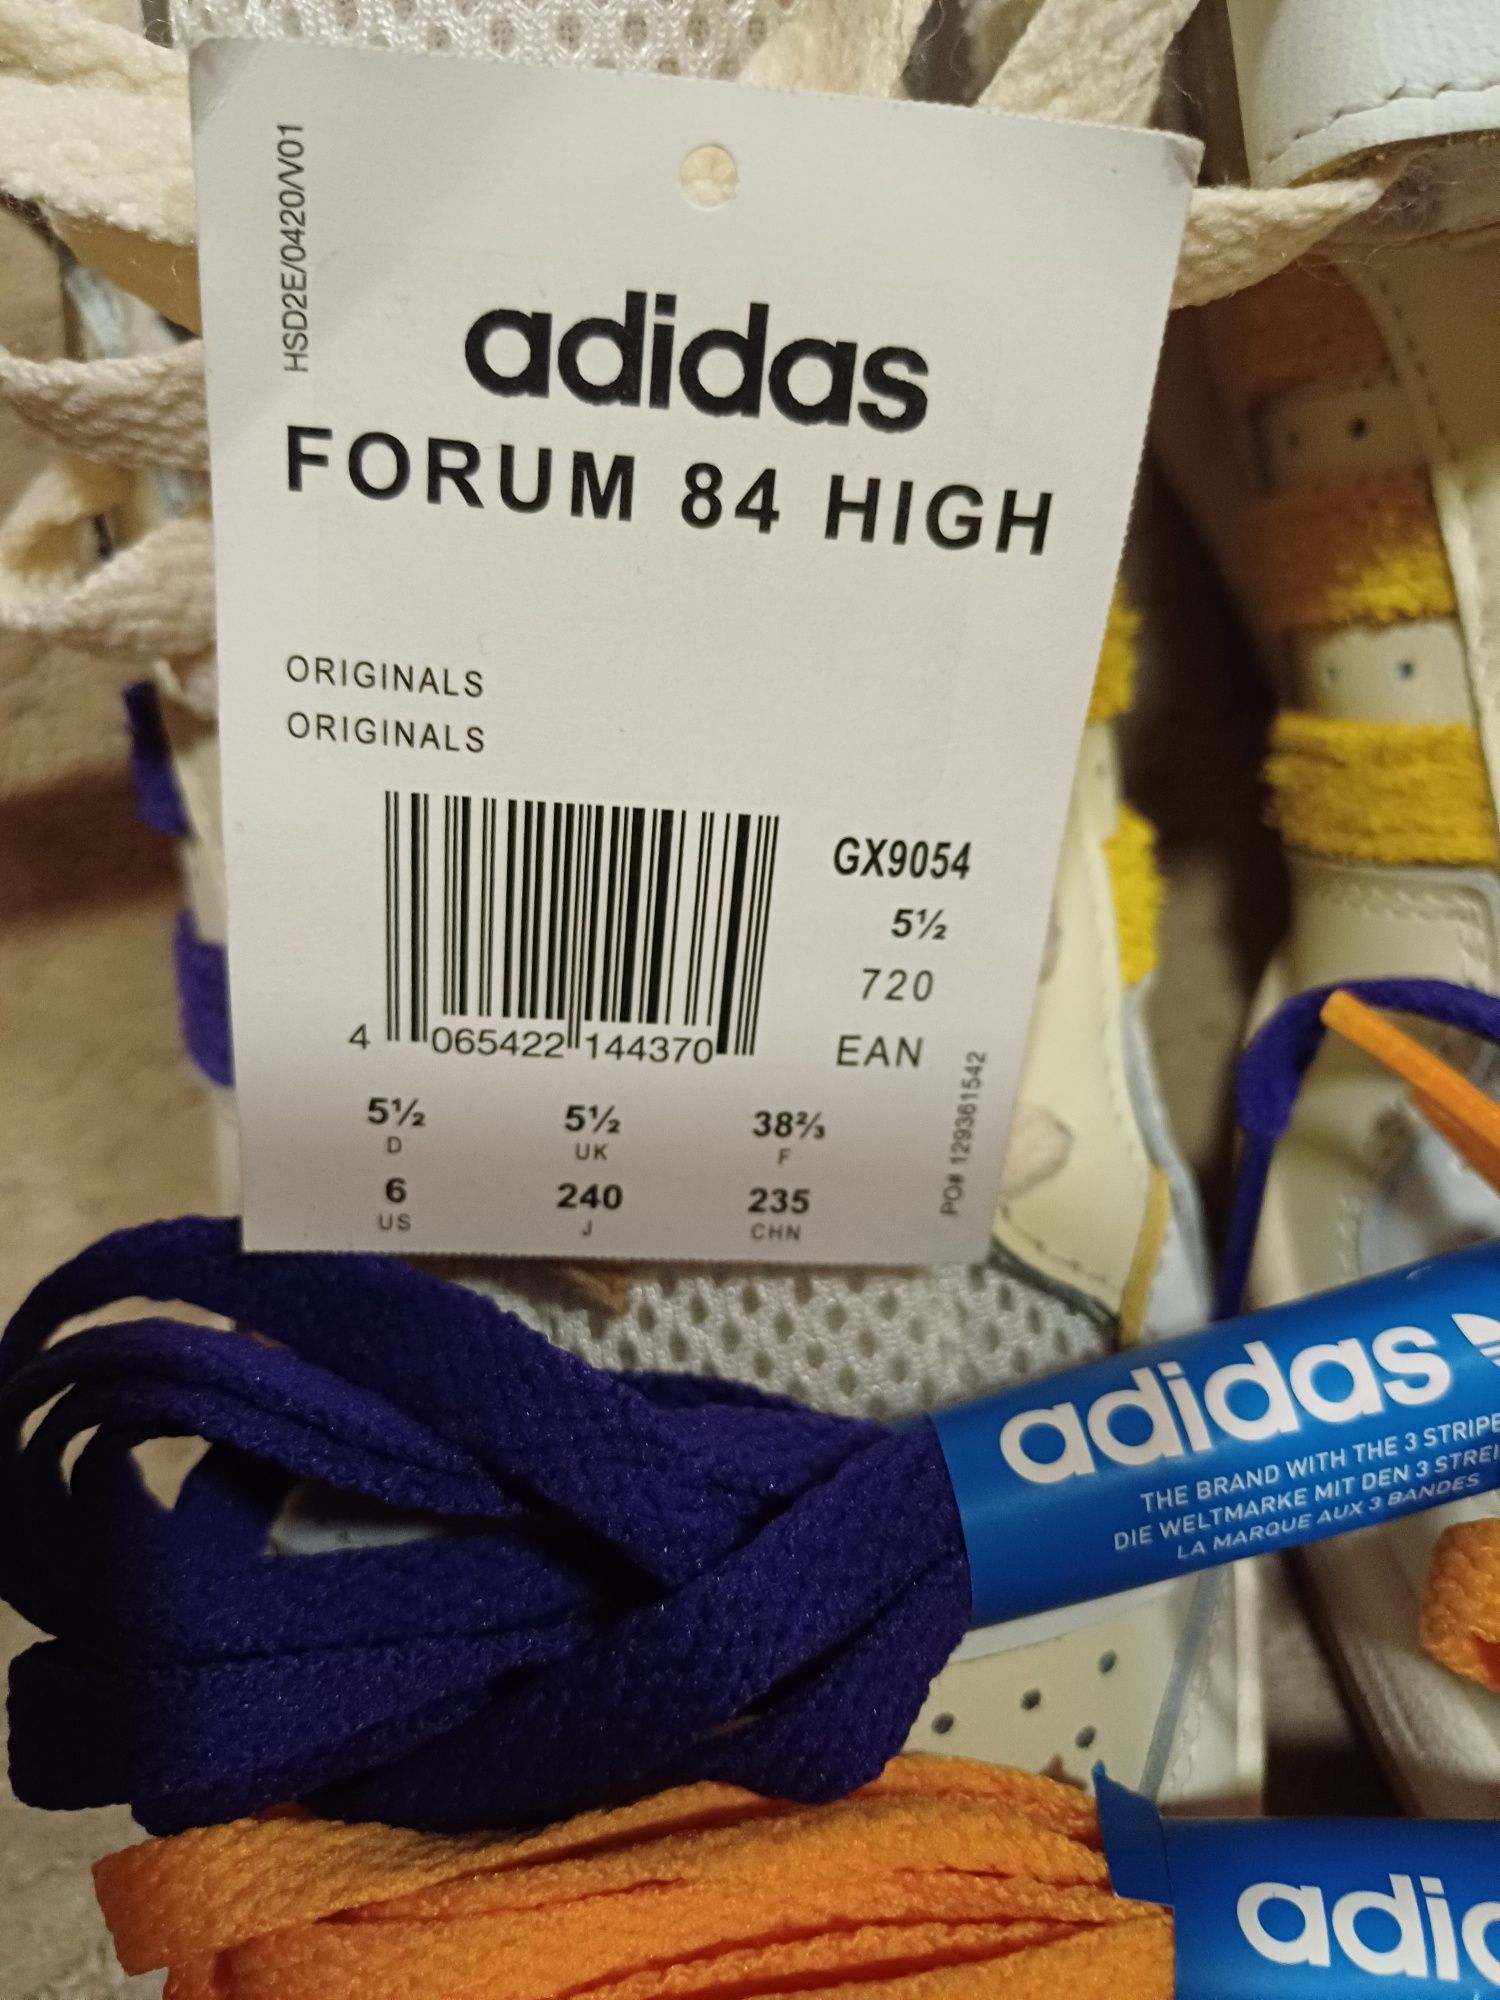 HSD2E/0420/V01
adidas
FORUM 84 HIGH
ORIGINALS
ORIGINALS
GX9054
5½
720
EAN
4 065422 144370
PO# 129361542
5½ 5½ 38⅔
D UK F
6 240 235
US J CHN
adidas
THE BRAND WITH THE 3 STRIPE
DIE WELTMARKE MIT DEN 3 STREI
LA MARQUE AUX 3 BANDES
adid